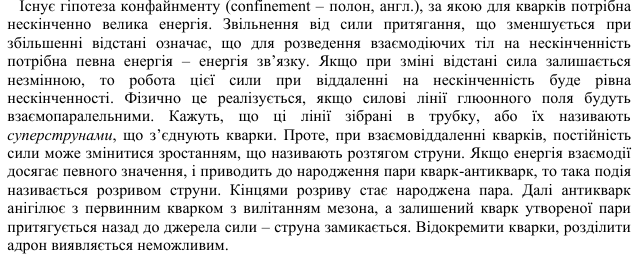 Існує гіпотеза конфайнменту (confinement – полон, англ.), за якою для кварків потрібна
нескінченно велика енергія. Звільнення від сили притягання, що зменшується при
збільшенні відстані означає, що для розведення взаємодіючих тіл на нескінченність
потрібна певна енергія – енергія зв’язку. Якщо при зміні відстані сила залишається
незмінною, то робота цієї сили при віддаленні на нескінченність буде рівна
нескінченності. Фізично це реалізується, якщо силові лінії глюонного поля будуть
взаємопаралельними. Кажуть, що ці лінії зібрані в трубку, або їх називають
суперструнами, що з’єднують кварки. Проте, при взаємовіддаленні кварків, постійність
сили може змінитися зростанням, що називають розтягом струни. Якщо енергія взаємодії
досягає певного значення, і приводить до народження пари кварк-антикварк, то така подія
називається розривом струни. Кінцями розриву стає народжена пара. Далі антикварк
анігілює з первинним кварком з вилітанням мезона, а залишений кварк утвореної пари
притягується назад до джерела сили – струна замикається. Відокремити кварки, розділити
адрон виявляється неможливим.